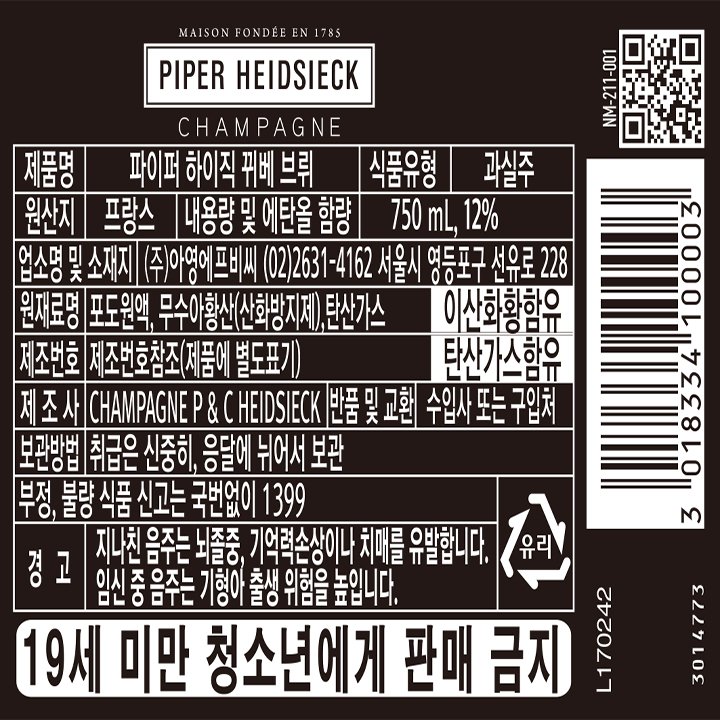 MAISON FONDÉE EN 1785
PIPER HEIDSIECK
CHAMPAGNE
NM-211-001
제품명 파이퍼 하이직 뀌베 브뤼 식품유형 과실주
원산지 프랑스 내용량 및 에탄올 함량 750 mL, 12%
업소명 및 소재지 (주)아영에프비씨 (02)2631-4162 서울시 영등포구 선유로 228
원재료명 포도원액, 무수아황산(산화방지제),탄산가스 이산화황함유
제조번호 제조번호참조(제품에 별도표기) 탄산가스함유
제 조 사 CHAMPAGNE P & C HEIDSIECK 반품 및 교환 수입사 또는 구입처
보관방법 취급은 신중히, 응달에 뉘어서 보관
부정, 불량 식품 신고는 국번없이 1399
경 고 지나친 음주는 뇌졸중, 기억력손상이나 치매를 유발합니다.
임신 중 음주는 기형아 출생 위험을 높입니다.
유리
19세 미만 청소년에게 판매 금지
3 018334 100003
L170242
3014773